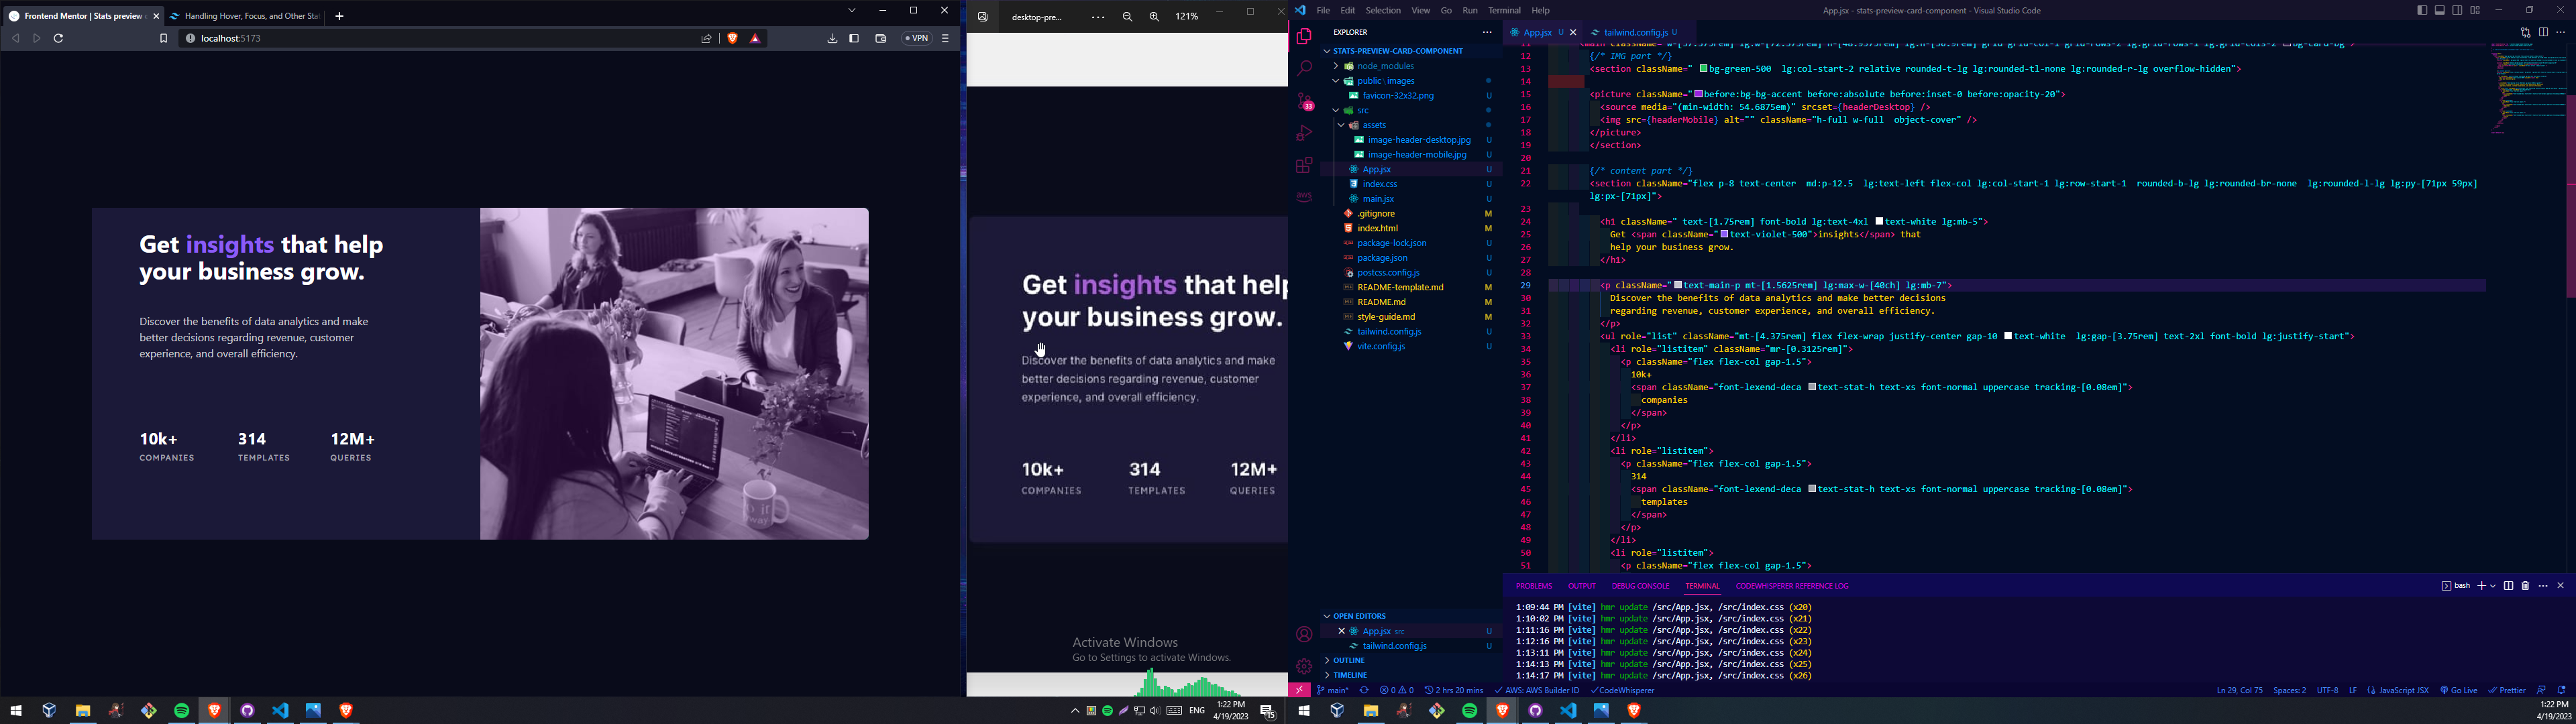 Frontend Mentor | Stats preview c
Handling Hover, Focus, and Other Stat
localhost:5173
VPN
Get insights that help
your business grow.
Discover the benefits of data analytics and make
better decisions regarding revenue, customer
experience, and overall efficiency.
10k+
314
12M+
COMPANIES
TEMPLATES
QUERIES
desktop-pre...
121%
Get insights that help
your business grow.
Discover the benefits of data analytics and make
better decisions regarding revenue, customer
experience, and overall efficiency.
10k+
314
12M+
COMPANIES
TEMPLATES
QUERIES
Activate Windows
Go to Settings to activate Windows.
ENG
1:22 PM
4/19/2023
15
File Edit Selection View Go Run Terminal Help
App.jsx - stats-preview-card-component - Visual Studio Code
EXPLORER
STATS-PREVIEW-CARD-COMPONENT
node_modules
public \ images
favicon-32x32.png U
src
assets
image-header-desktop.jpg U
image-header-mobile.jpg U
App.jsx U
index.css U
main.jsx U
.gitignore M
index.html M
package-lock.json U
package.json U
postcss.config.js U
README-template.md M
README.md M
style-guide.md M
tailwind.config.js U
vite.config.js U
33
OPEN EDITORS
App.jsx src U
tailwind.config.js U
OUTLINE
TIMELINE
App.jsx U
tailwind.config.js U
12 {/* IMG part */}
13 <section className=" bg-green-500  lg:col-start-2 relative rounded-t-lg lg:rounded-tl-none lg:rounded-r-lg overflow-hidden">
14
15 <picture className="before:bg-bg-accent before:absolute before:inset-0 before:opacity-20">
16 <source media="(min-width: 54.6875em)" srcset={headerDesktop} />
17 <img src={headerMobile} alt="" className="h-full w-full  object-cover" />
18 </picture>
19 </section>
20
21 {/* content part */}
22 <section className="flex p-8 text-center  md:p-12.5  lg:text-left flex-col lg:col-start-1 lg:row-start-1  rounded-b-lg lg:rounded-br-none  lg:rounded-l-lg lg:py-[71px 59px]
lg:px-[71px]">
23
24 <h1 className=" text-[1.75rem] font-bold lg:text-4xl text-white lg:mb-5">
25 Get <span className="text-violet-500">insights</span> that
26 help your business grow.
27 </h1>
28
29 <p className=" text-main-p mt-[1.5625rem] lg:max-w-[40ch] lg:mb-7">
30 Discover the benefits of data analytics and make better decisions
31 regarding revenue, customer experience, and overall efficiency.
32 </p>
33 <ul role="list" className="mt-[4.375rem] flex flex-wrap justify-center gap-10 text-white  lg:gap-[3.75rem] text-2xl font-bold lg:justify-start">
34 <li role="listitem" className="mr-[0.3125rem]">
35 <p className="flex flex-col gap-1.5">
36 10k+
37 <span className="font-lexend-deca text-stat-h text-xs font-normal uppercase tracking-[0.08em]">
38 companies
39 </span>
40 </p>
41 </li>
42 <li role="listitem">
43 <p className="flex flex-col gap-1.5">
44 314
45 <span className="font-lexend-deca text-stat-h text-xs font-normal uppercase tracking-[0.08em]">
46 templates
47 </span>
48 </p>
49 </li>
50 <li role="listitem">
51 <p className="flex flex-col gap-1.5">
PROBLEMS OUTPUT DEBUG CONSOLE TERMINAL CODEWHISPERER REFERENCE LOG
bash
1:09:44 PM [vite] hmr update /src/App.jsx, /src/index.css (x20)
1:10:02 PM [vite] hmr update /src/App.jsx, /src/index.css (x21)
1:11:16 PM [vite] hmr update /src/App.jsx, /src/index.css (x22)
1:12:16 PM [vite] hmr update /src/App.jsx, /src/index.css (x23)
1:13:11 PM [vite] hmr update /src/App.jsx, /src/index.css (x24)
1:14:13 PM [vite] hmr update /src/App.jsx, /src/index.css (x25)
1:14:17 PM [vite] hmr update /src/App.jsx, /src/index.css (x26)
main* 0 0 2 hrs 20 mins AWS: AWS Builder ID CodeWhisperer
Ln 29, Col 75 Spaces: 2 UTF-8 LF JavaScript JSX Go Live Prettier
1:22 PM
4/19/2023